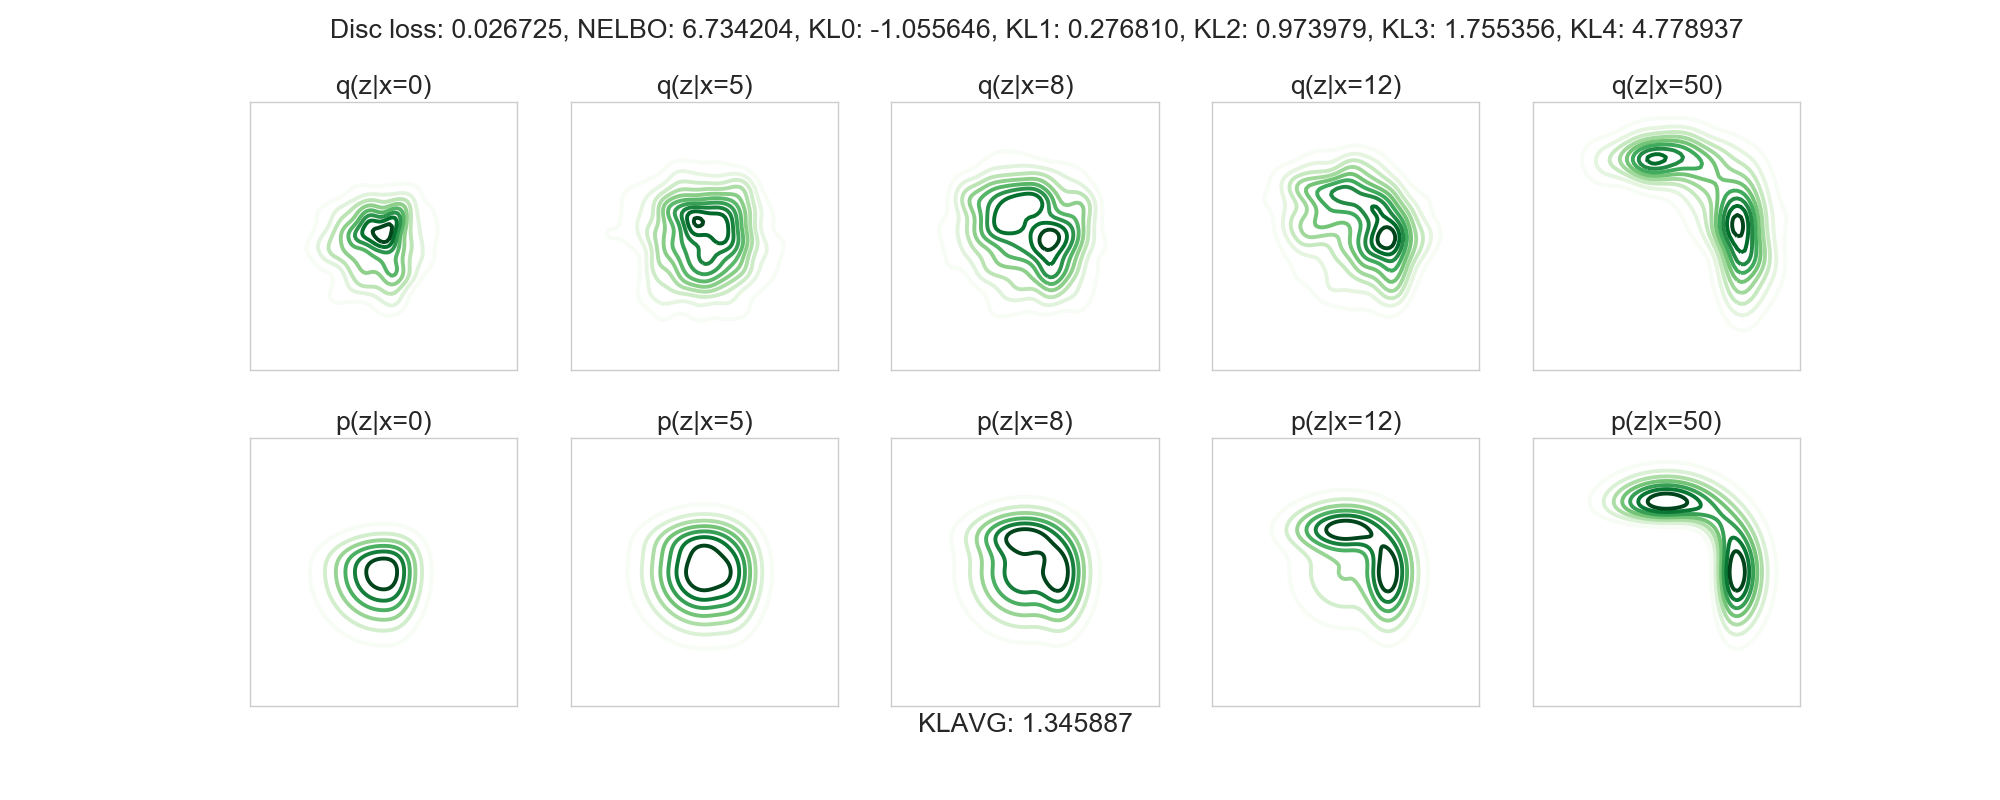 Disc loss: 0.026725, NELBO: 6.734204, KL0: -1.055646, KL1: 0.276810, KL2: 0.973979, KL3: 1.755356, KL4: 4.778937
q(z|x=0) q(z|x=5) q(z|x=8) q(z|x=12) q(z|x=50)
p(z|x=0) p(z|x=5) p(z|x=8) p(z|x=12) p(z|x=50)
KLAVG: 1.345887